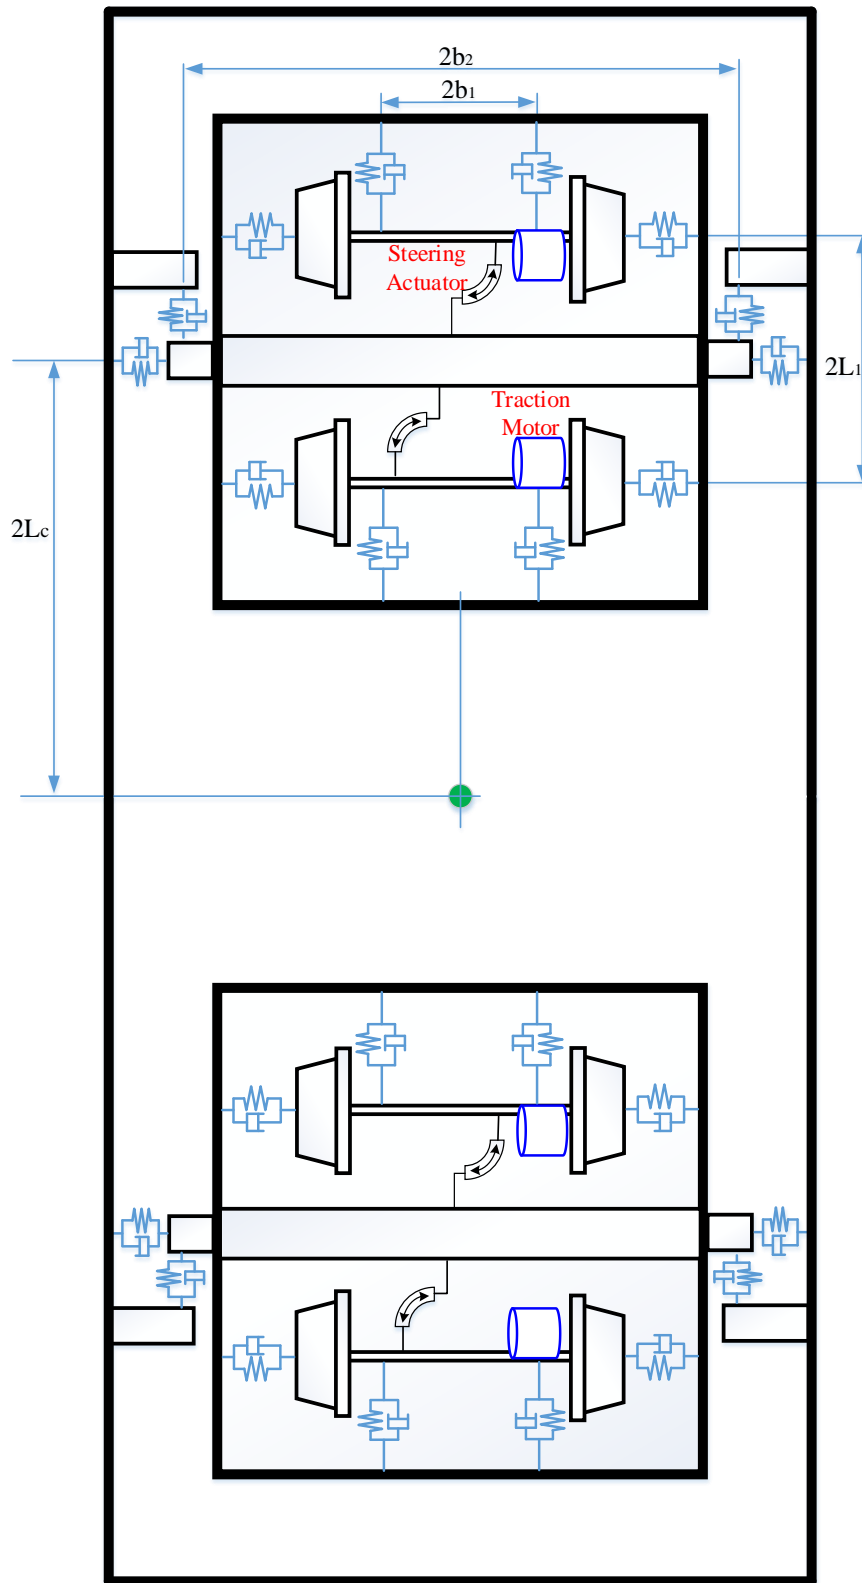 2b₂
2b₁
Steering
Actuator
2L₁
Traction
Motor
2Lc